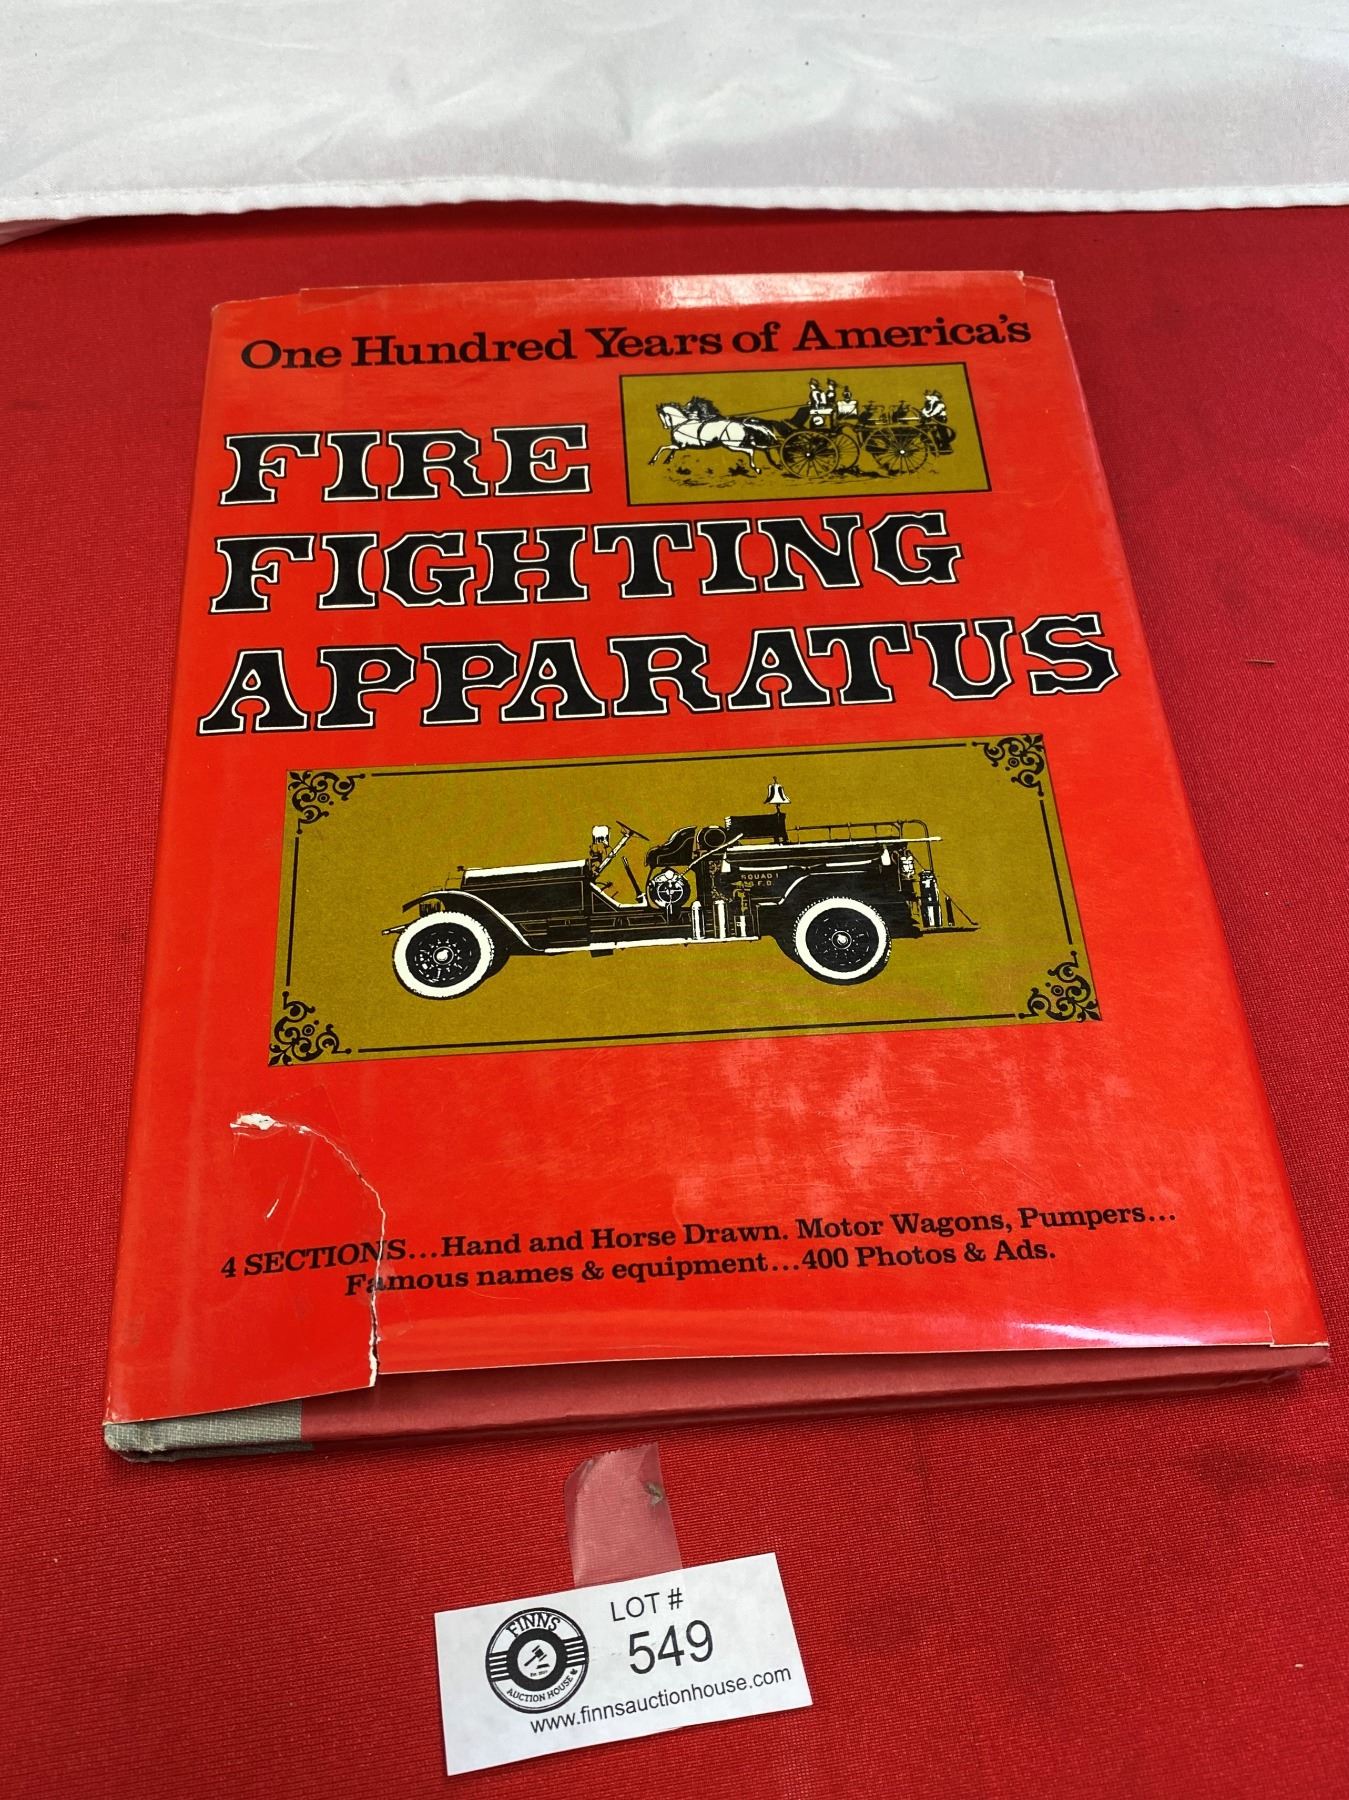 One Hundred Years of America's
FIRE
FIGHTING
APPARATUS
SQUAD 1
F.D.
4 SECTIONS...Hand and Horse Drawn. Motor Wagons, Pumpers...
Famous names & equipment...400 Photos & Ads.
FINNS
AUCTION HOUSE
LOT #
549
www.finnsauctionhouse.com